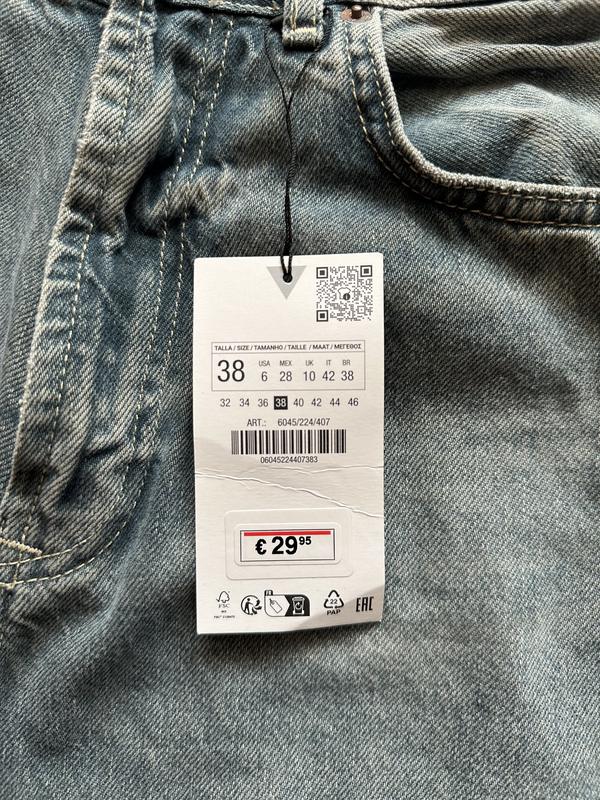 TALLA / SIZE / TAMANHO / TAILLE / MAAT / ΜΕΓΕΘΟΣ
38
USA MEX UK IT BR
6 28 10 42 38
32 34 36 38 40 42 44 46
ART.: 6045/224/407
06045224407383
€ 29 95
FSC
22
PAP
EAC